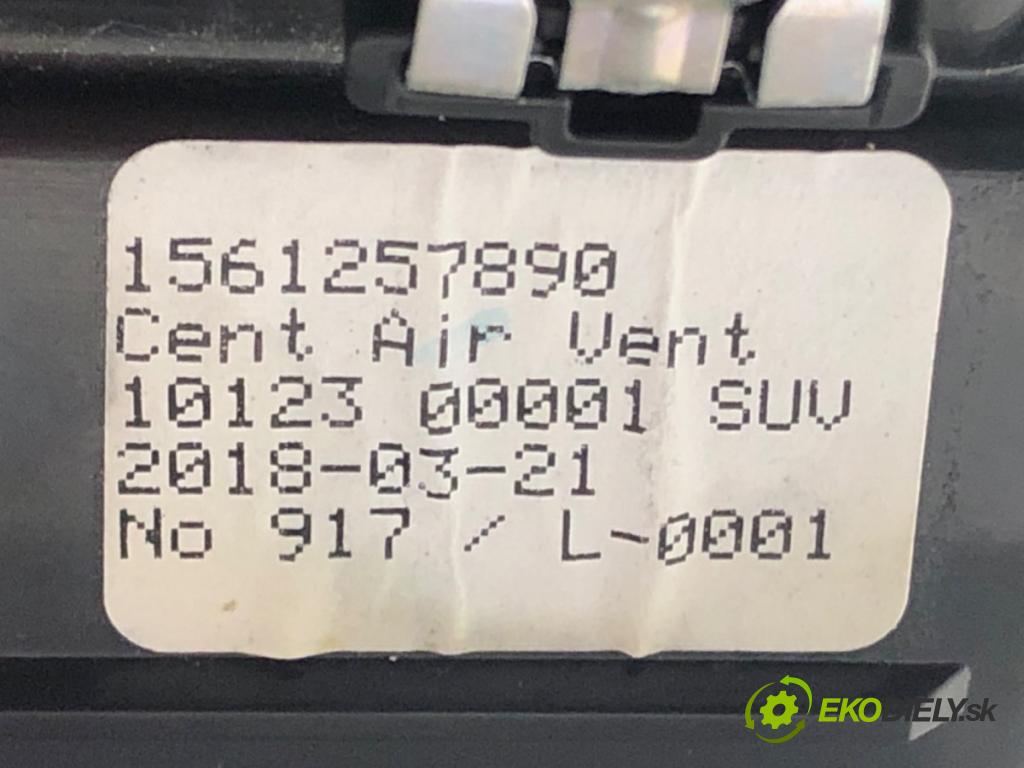 1561257890
Cent Air Vent
10123 00001 SUV
2018-03-21
No 917 / L-0001
EKODIELY.sk